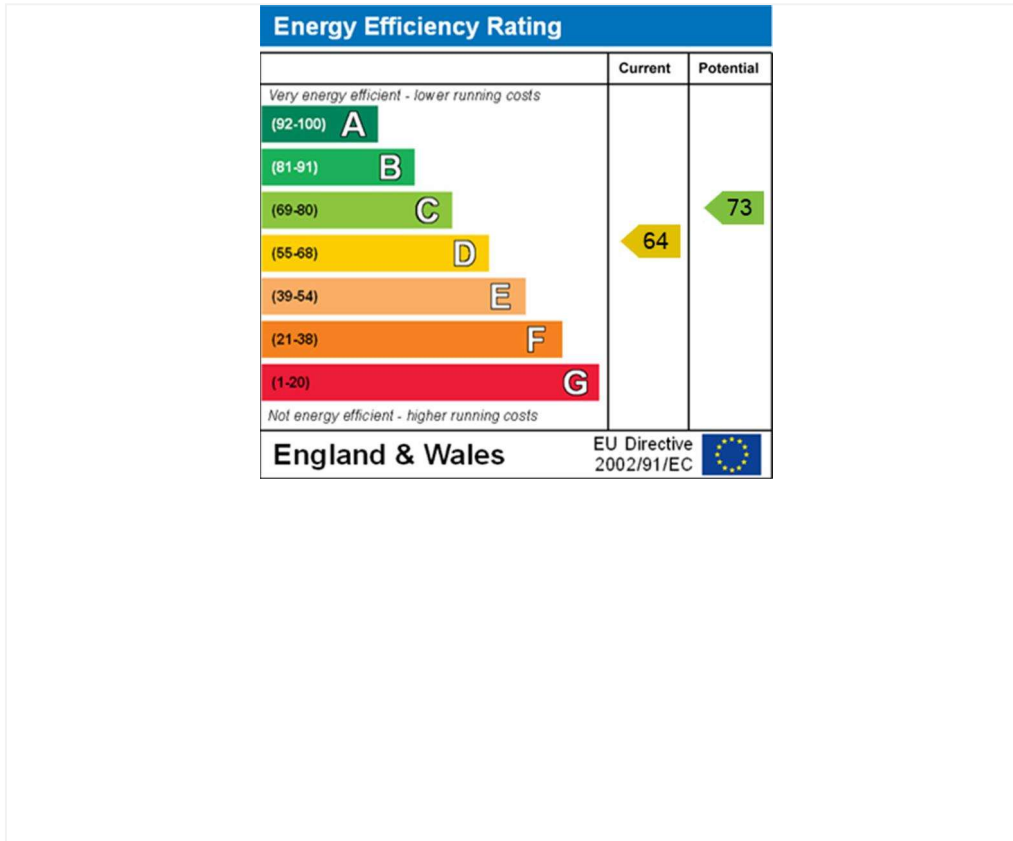 Energy Efficiency Rating
Current Potential
Very energy efficient - lower running costs
(92-100) A
(81-91) B
(69-80) C
73
(55-68) D
64
(39-54) E
(21-38) F
(1-20) G
Not energy efficient - higher running costs
England & Wales
EU Directive
2002/91/EC